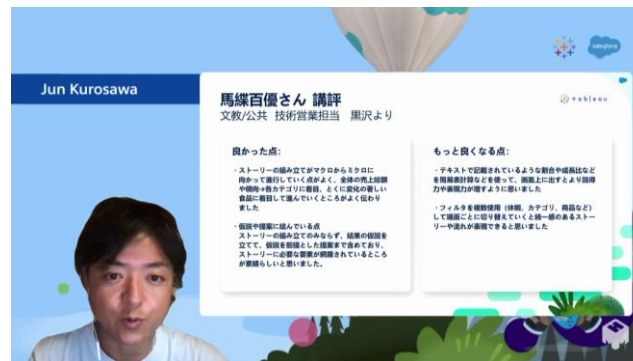 salesforce
Jun Kurosawa
馬緤百優さん 講評
文教/公共 技術営業担当 黒沢より
tableau
良かった点:
・ストーリーの組み立てがマクロからミクロに
向かって進行していく点がよく、全体の売上総額
や傾向→各カテゴリに着目、とくに変化の著しい
食品に着目して進んでいくところがよく伝わり
ました
・仮説や提案に結んでいる点
ストーリーの組み立てのみならず、結果の仮説を
立てて、仮説を前提とした提案まで含めており、
ストーリーに必要な要素が網羅されているところ
が素晴らしいと思いました。
もっと良くなる点:
・テキストで記載されているような割合や成長比など
を簡易表計算などを使って、画面上に出すとより説得
力や表現力が増すように思いました
・フィルタを複数使用（休暇、カテゴリ、商品など）
して場面ごとに切り替えていくと統一感のあるストー
リーや流れが表現できると思いました